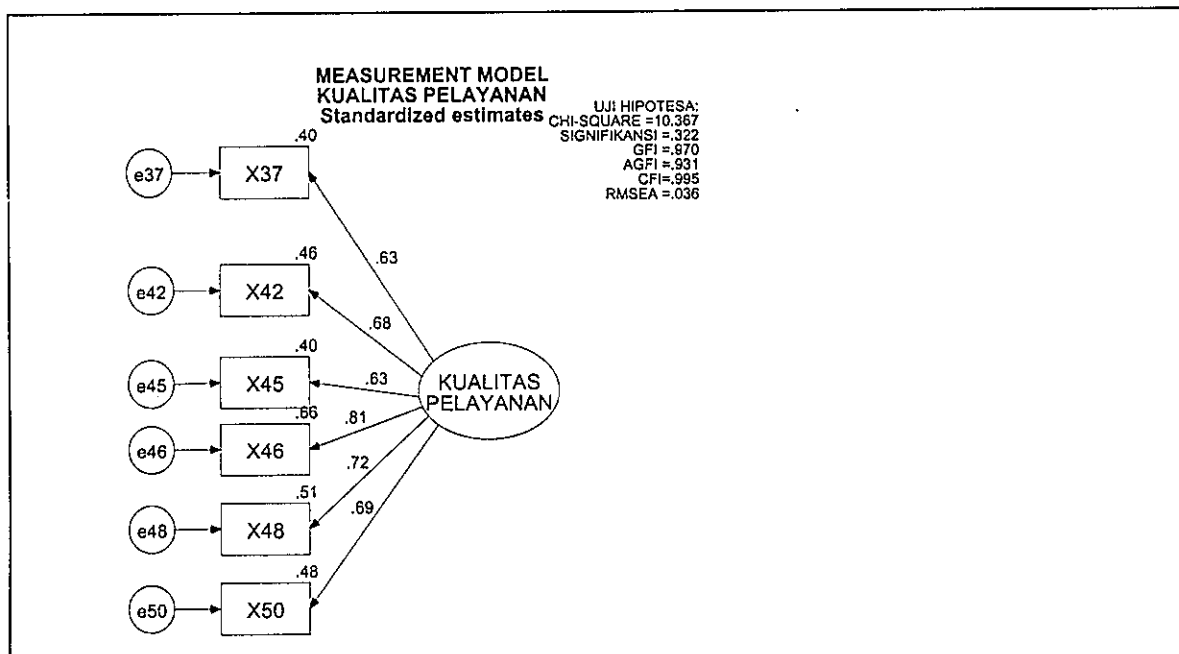 MEASUREMENT MODEL
KUALITAS PELAYANAN
Standardized estimates
UJI HIPOTESA:
CHI-SQUARE =10.367
SIGNIFIKANSI =.322
GFI =.970
AGFI =.931
CFI=.995
RMSEA =.036
.40
e37
X37
.63
.46
e42
X42
.68
.40
e45
X45
.63
KUALITAS
PELAYANAN
.66
e46
X46
.81
.72
.51
e48
X48
.69
.48
e50
X50